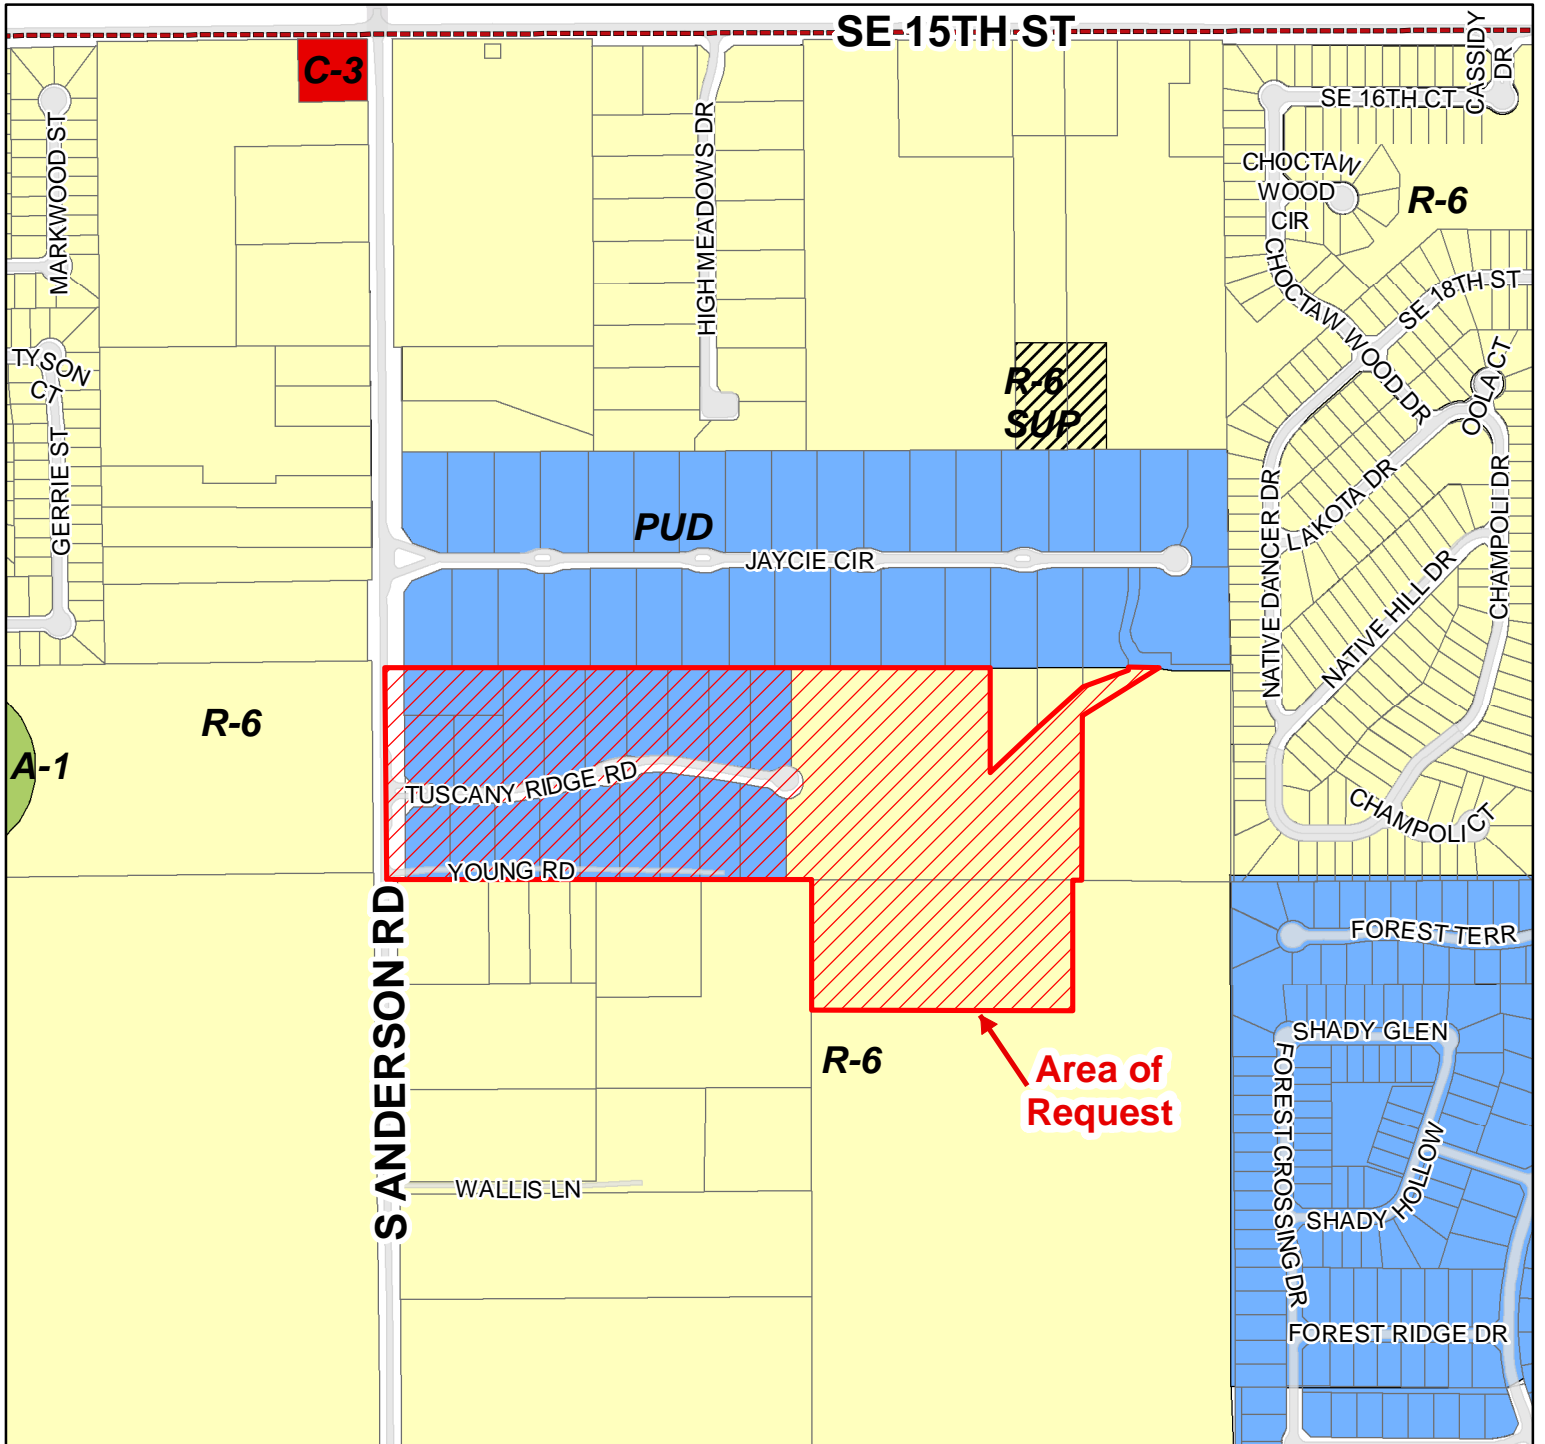 SE 15TH ST
C-3
CASSIDY
DR
SE 16TH CT
MARKWOOD ST
HIGH MEADOWS DR
CHOCTAW
WOOD
CIR
R-6
CHOCTAW WOOD DR
SE 18TH ST
TYSON
CT
R-6
SUP
OOLA CT
GERRIE ST
LAKOTA DR
NATIVE DANCER DR
CHAMPOLI DR
PUD
JAYCIE CIR
NATIVE HILL DR
R-6
A-1
TUSCANY RIDGE RD
CHAMPOLI CT
YOUNG RD
S ANDERSON RD
FOREST TERR
SHADY GLEN
R-6
Area of
Request
FOREST CROSSING DR
SHADY HOLLOW
WALLIS LN
FOREST RIDGE DR